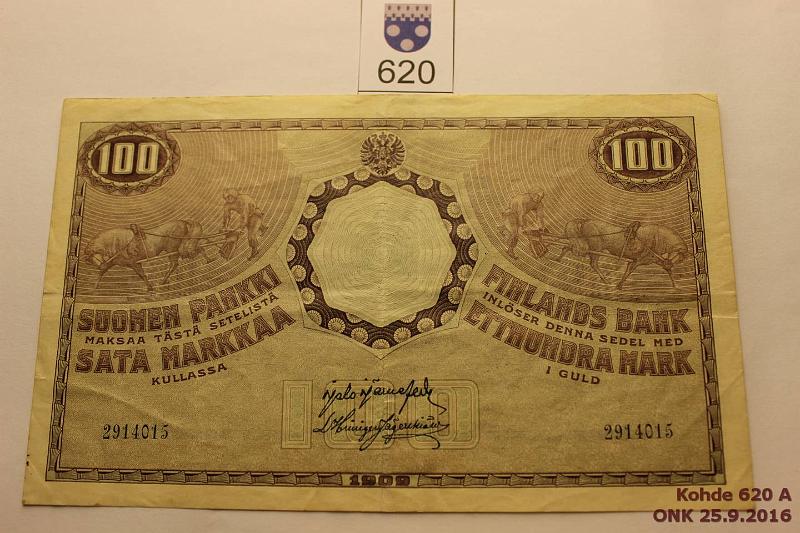 620
100
100
SUOMEN PANKKI
MAKSAA TÄSTÄ SETELISTÄ
SATA MARKKAA
KULLASSA
FINLANDS BANK
INLÖSER DENNA SEDEL MED
ETTHUNDRA MARK
I GULD
100
2914015
2914015
1909
Kohde 620 A
ONK 25.9.2016